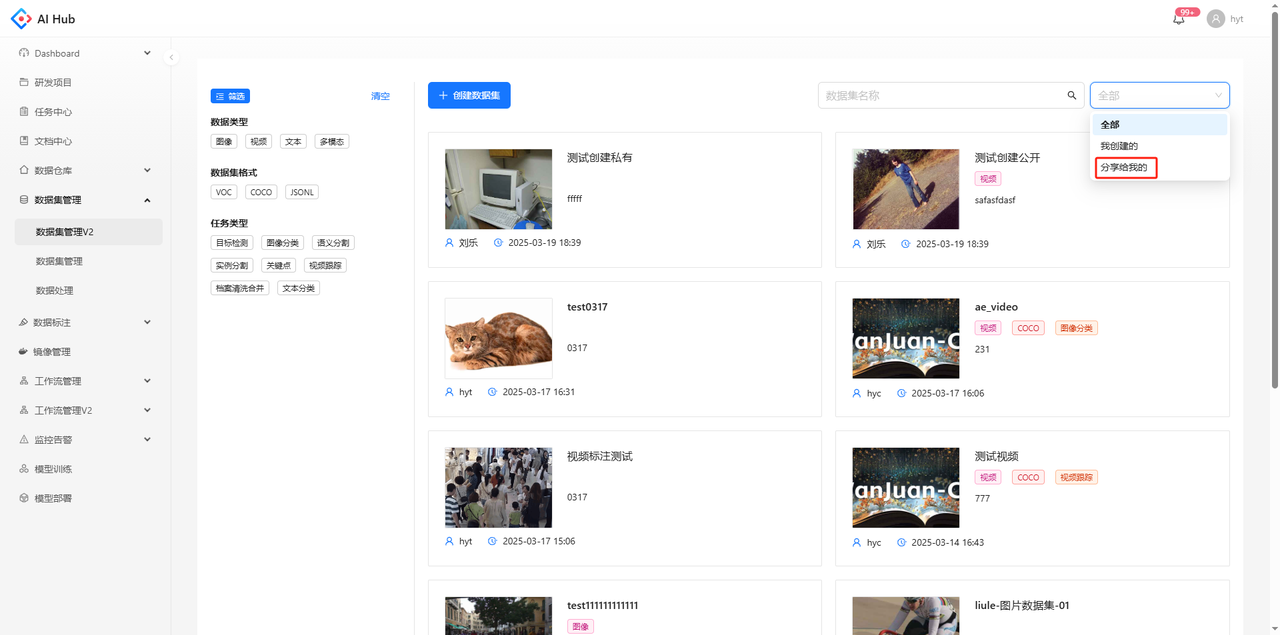 AI Hub
99+
hyt
Dashboard
研发项目
任务中心
文档中心
数据仓库
数据集管理
数据集管理V2
数据集管理
数据处理
数据标注
镜像管理
工作流管理
工作流管理V2
监控告警
模型训练
模型部署
筛选
清空
数据类型
图像 视频 文本 多模态
数据集格式
VOC COCO JSONL
任务类型
目标检测 图像分类 语义分割
实例分割 关键点 视频跟踪
档案清洗合并 文本分类
+ 创建数据集
数据集名称
全部
全部
我创建的
分享给我的
测试创建私有
fffff
刘乐 2025-03-19 18:39
测试创建公开
视频
safasfdasf
刘乐 2025-03-19 18:39
test0317
0317
hyt 2025-03-17 16:31
anJuan-C
ae_video
视频 COCO 图像分类
231
hyc 2025-03-17 16:06
视频标注测试
0317
hyt 2025-03-17 15:06
anJuan-C
测试视频
视频 COCO 视频跟踪
777
hyc 2025-03-14 16:43
test111111111111
图像
liule-图片数据集-01